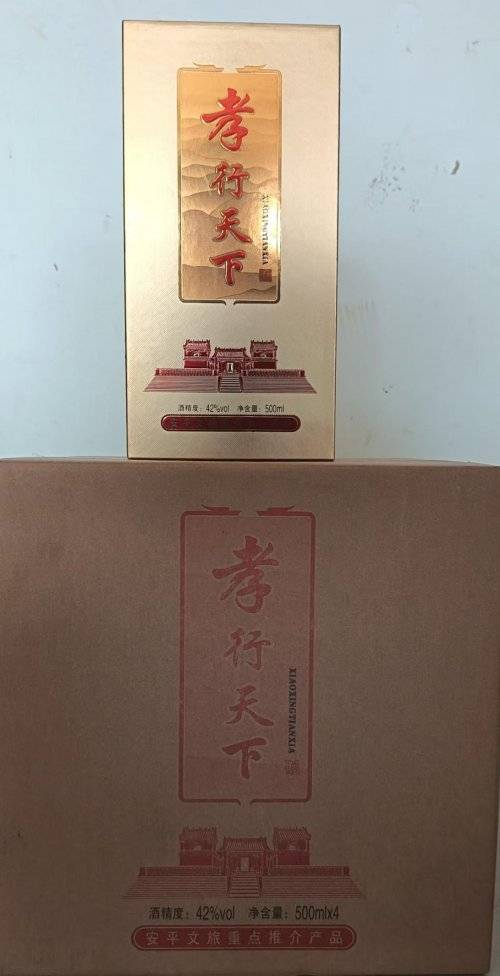 孝行天下
XIAOXINGTIANXIA
酒精度：42%vol 净含量：500ml
孝行天下
XIAOXINGTIANXIA
酒精度：42%vol 净含量：500mlx4
安平文旅重点推介产品